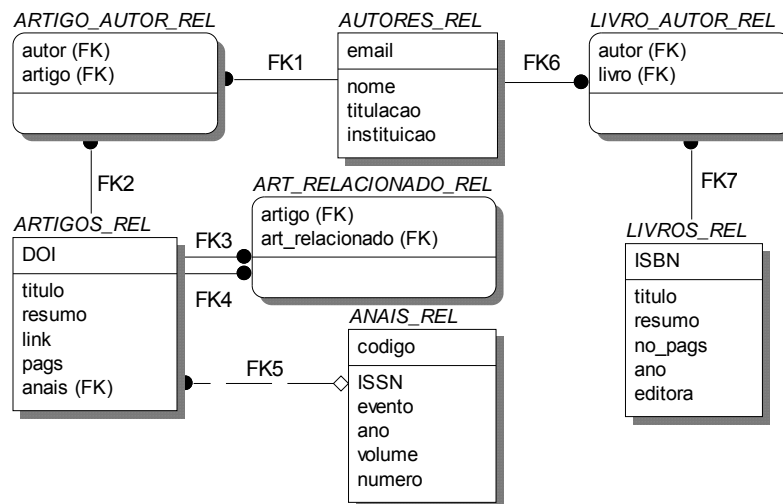 ARTIGO_AUTOR_REL
autor (FK)
artigo (FK)
FK1
AUTORES_REL
email
nome
titulacao
instituicao
FK6
LIVRO_AUTOR_REL
autor (FK)
livro (FK)
FK2
FK7
ARTIGOS_REL
DOI
titulo
resumo
link
pags
anais (FK)
FK3
FK4
ART_RELACIONADO_REL
artigo (FK)
art_relacionado (FK)
FK5
ANAIS_REL
codigo
ISSN
evento
ano
volume
numero
LIVROS_REL
ISBN
titulo
resumo
no_pags
ano
editora